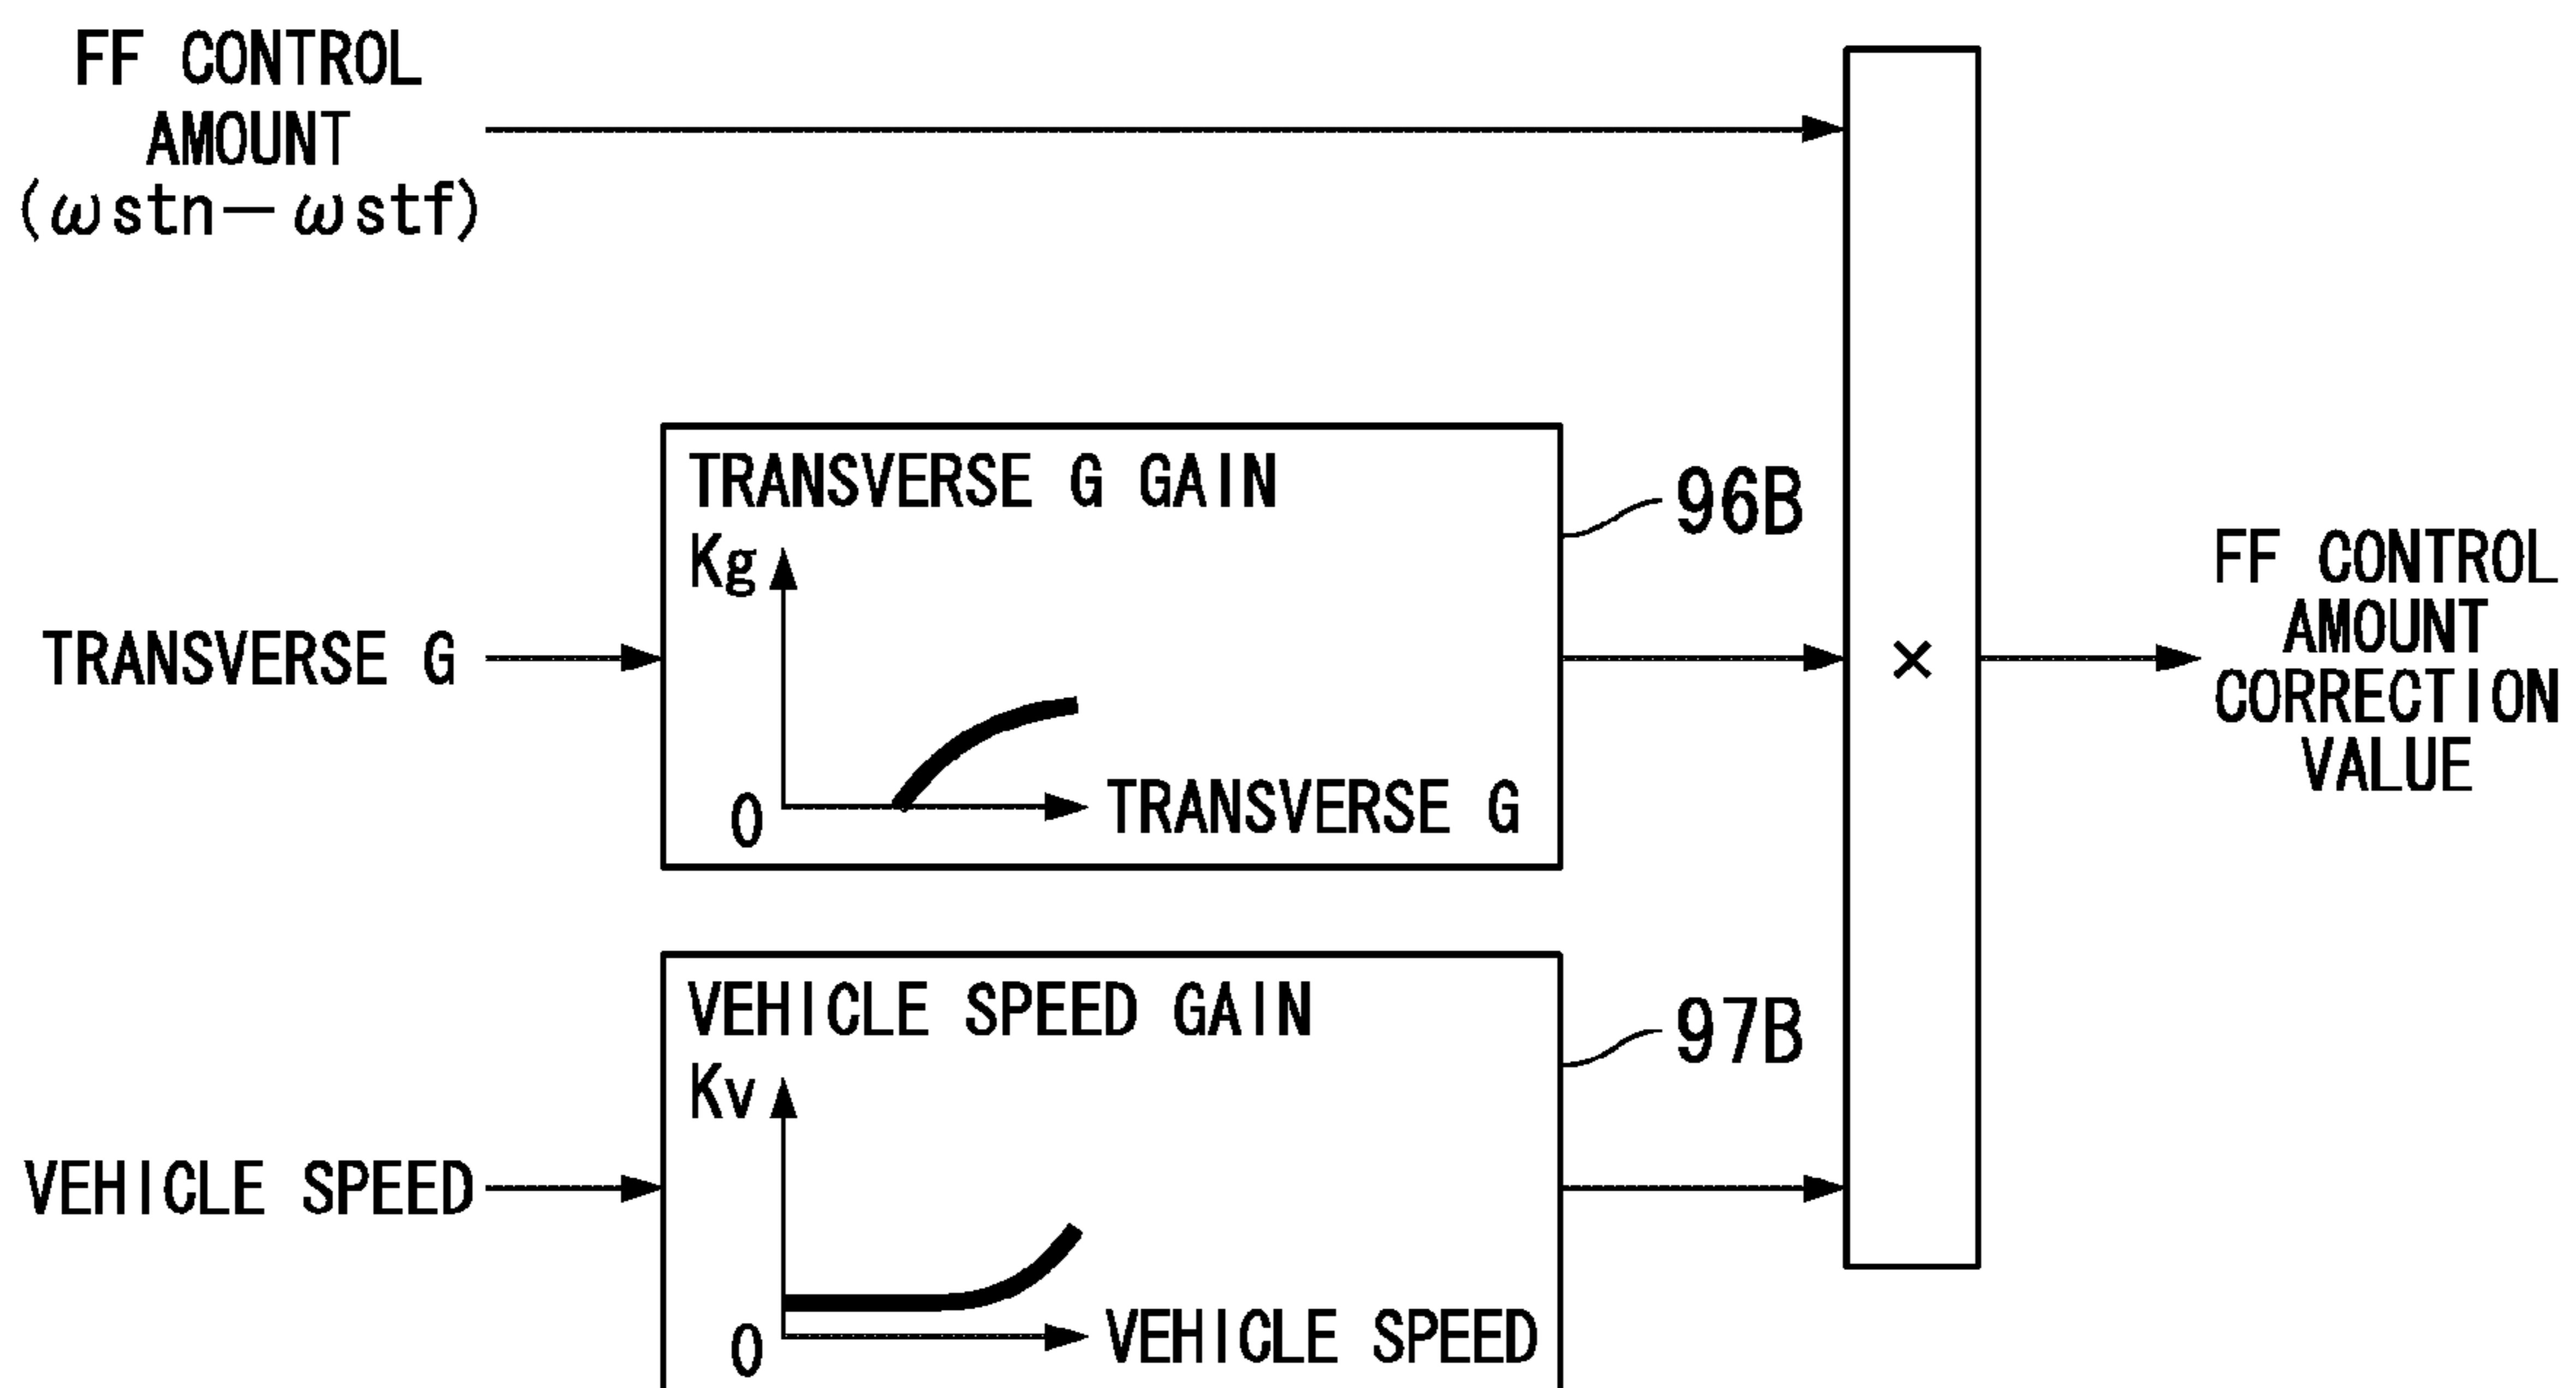 FF CONTROL
AMOUNT
(ωstn－ωstf)
TRANSVERSE G GAIN
Kg
96B
TRANSVERSE G
0
TRANSVERSE G
×
FF CONTROL
AMOUNT
CORRECTION
VALUE
VEHICLE SPEED GAIN
Kv
97B
VEHICLE SPEED
0
VEHICLE SPEED